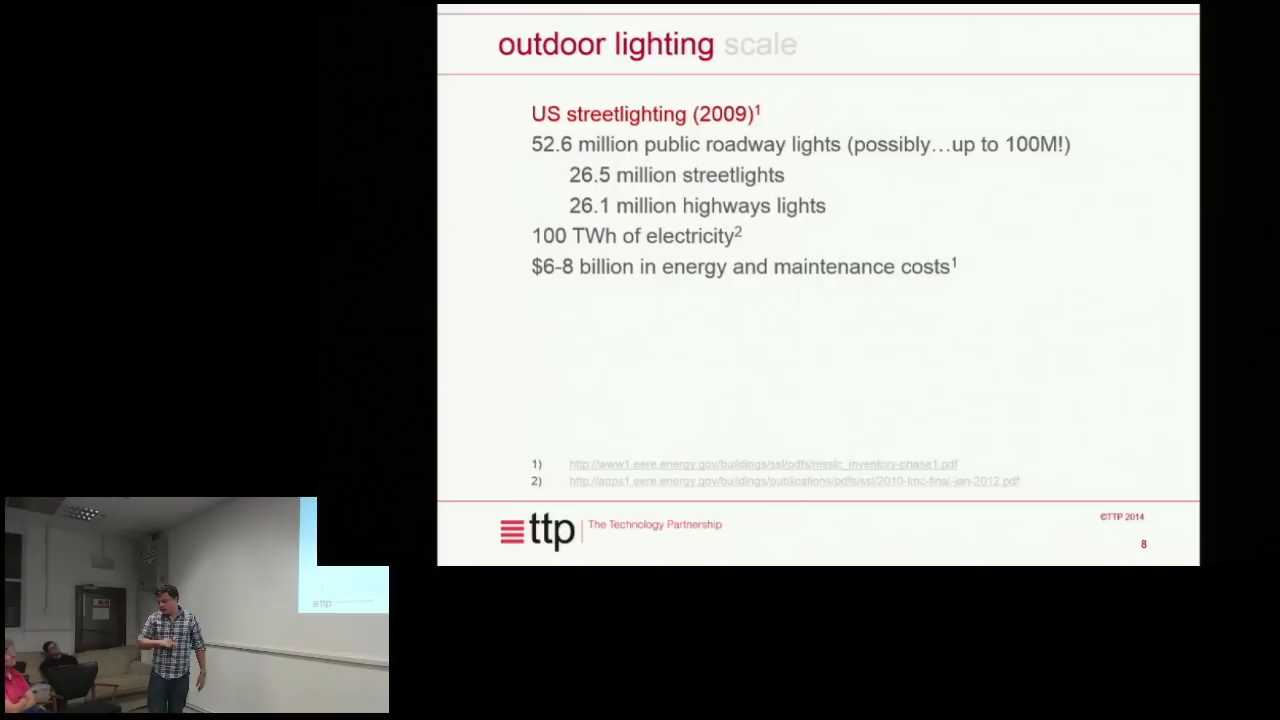 outdoor lighting scale
US streetlighting (2009)1
52.6 million public roadway lights (possibly…up to 100M!)
26.5 million streetlights
26.1 million highways lights
100 TWh of electricity2
$6-8 billion in energy and maintenance costs1
1) http://www1.eere.energy.gov/buildings/ssl/pdfs/msslc_inventory-phase1.pdf
2) http://apps1.eere.energy.gov/buildings/publications/pdfs/ssl/2010-lmc-final-jan-2012.pdf
ttp The Technology Partnership
©TTP 2014
8
ttp